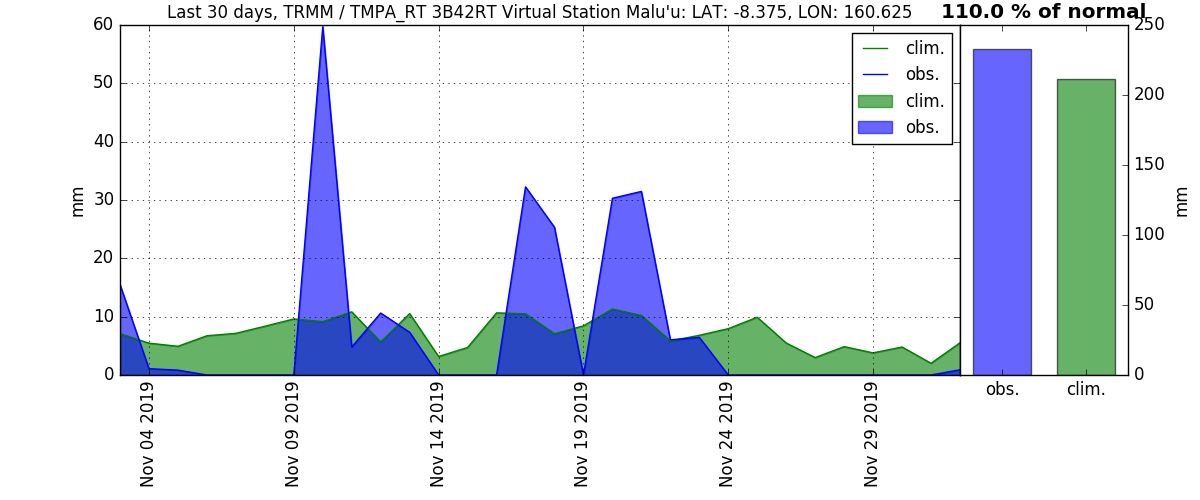 Last 30 days, TRMM / TMPA_RT 3B42RT Virtual Station Malu'u: LAT: -8.375, LON: 160.625
110.0 % of normal
60
50
40
30
20
10
0
mm
clim.
obs.
clim.
obs.
Nov 04 2019
Nov 09 2019
Nov 14 2019
Nov 19 2019
Nov 24 2019
Nov 29 2019
250
200
150
100
50
0
mm
obs.
clim.